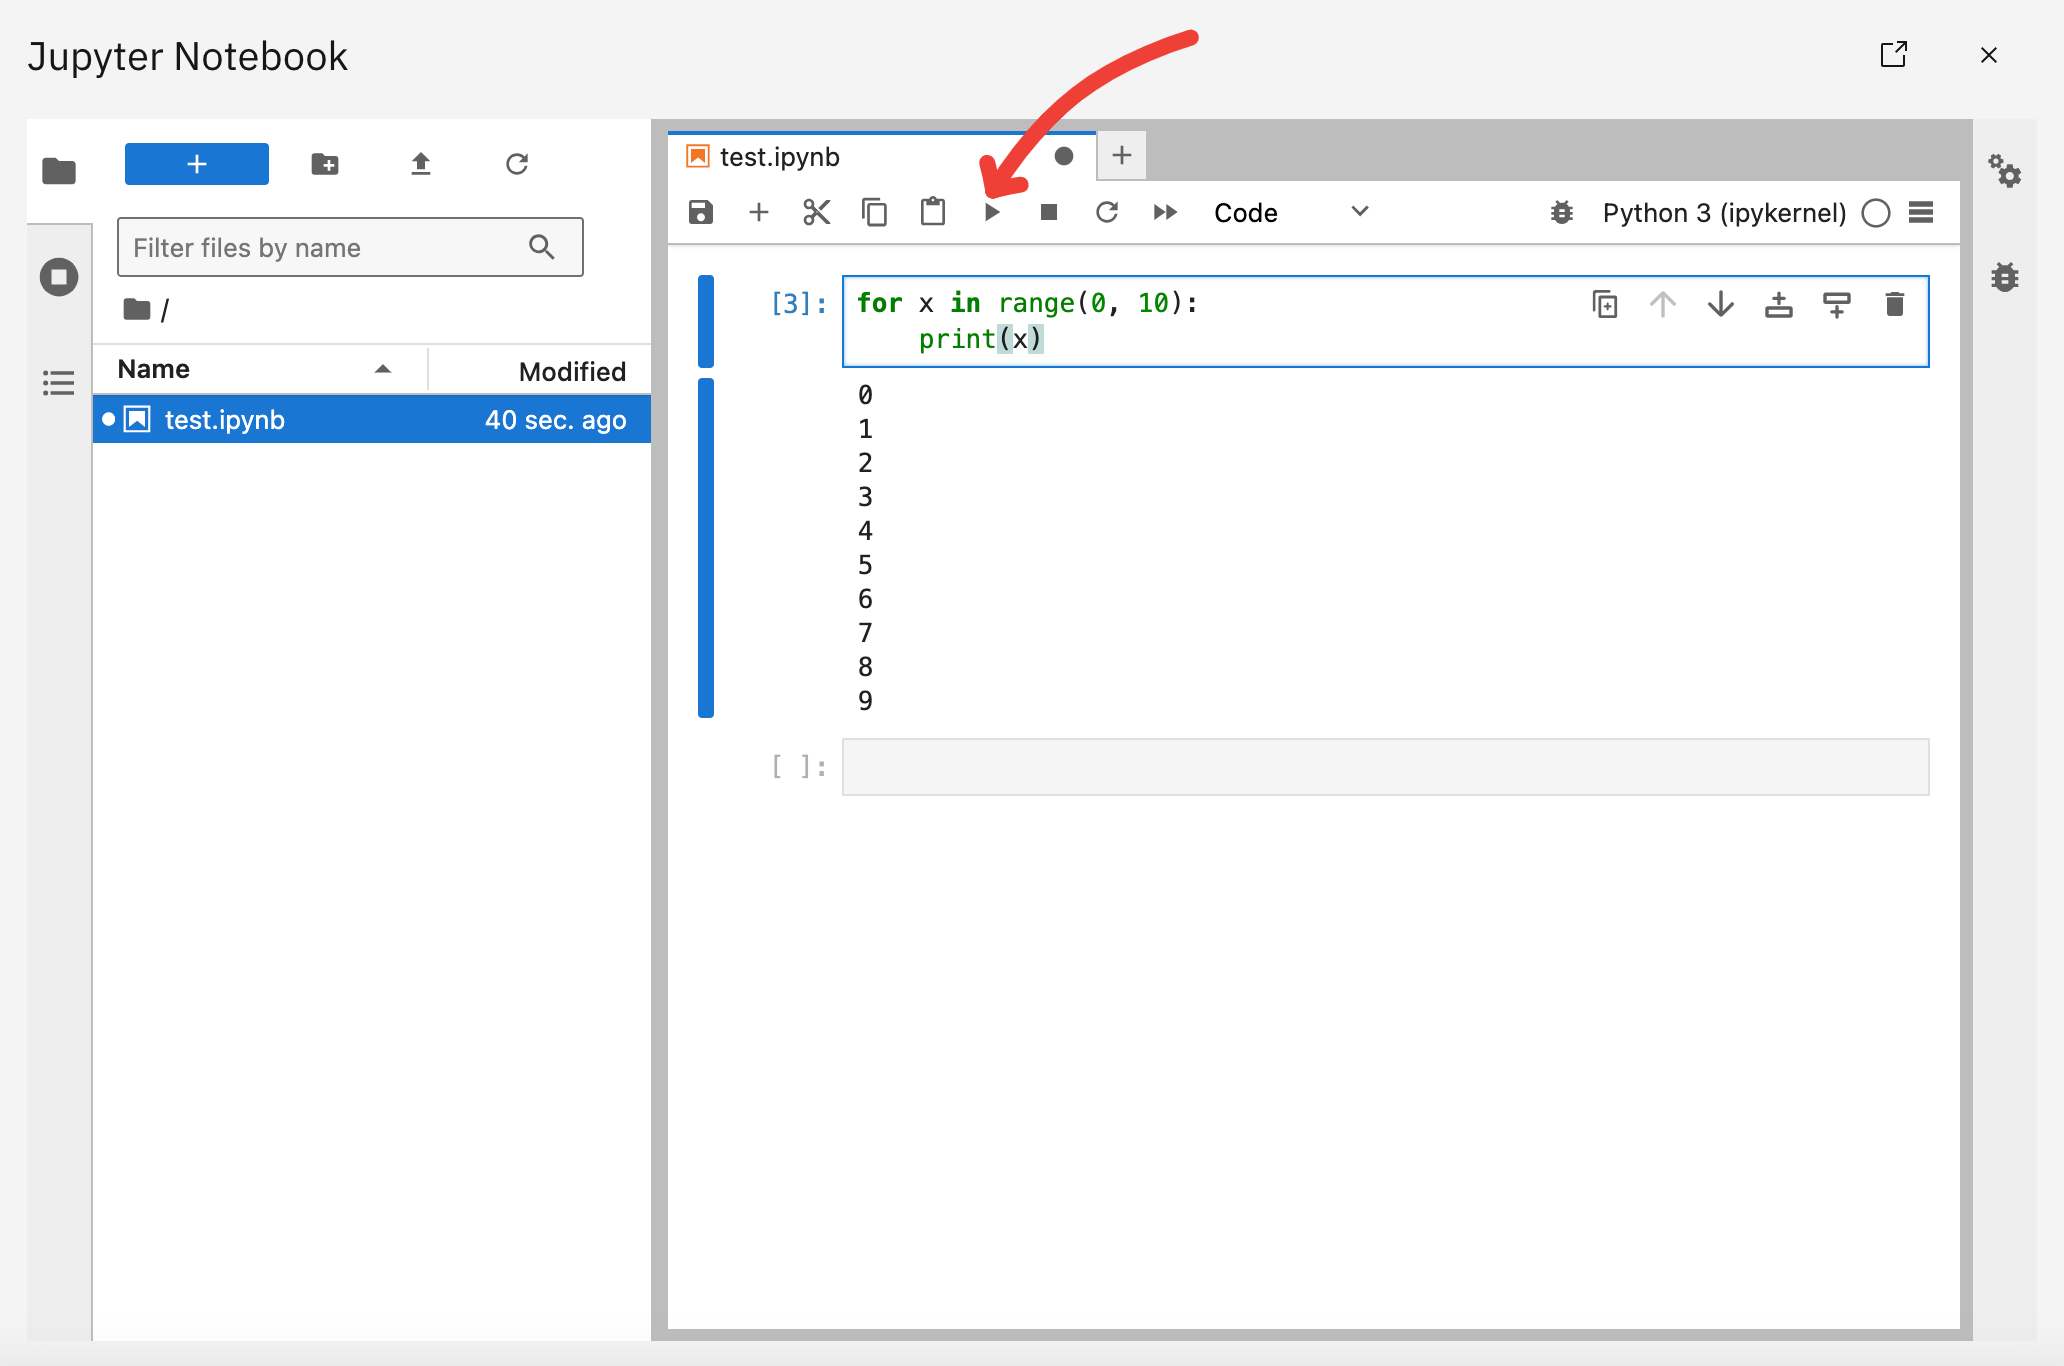 Jupyter Notebook
Filter files by name
/
Name Modified
test.ipynb 40 sec. ago
test.ipynb
Code
Python 3 (ipykernel)
[3]: for x in range(0, 10):
    print(x)
0
1
2
3
4
5
6
7
8
9
[ ]: